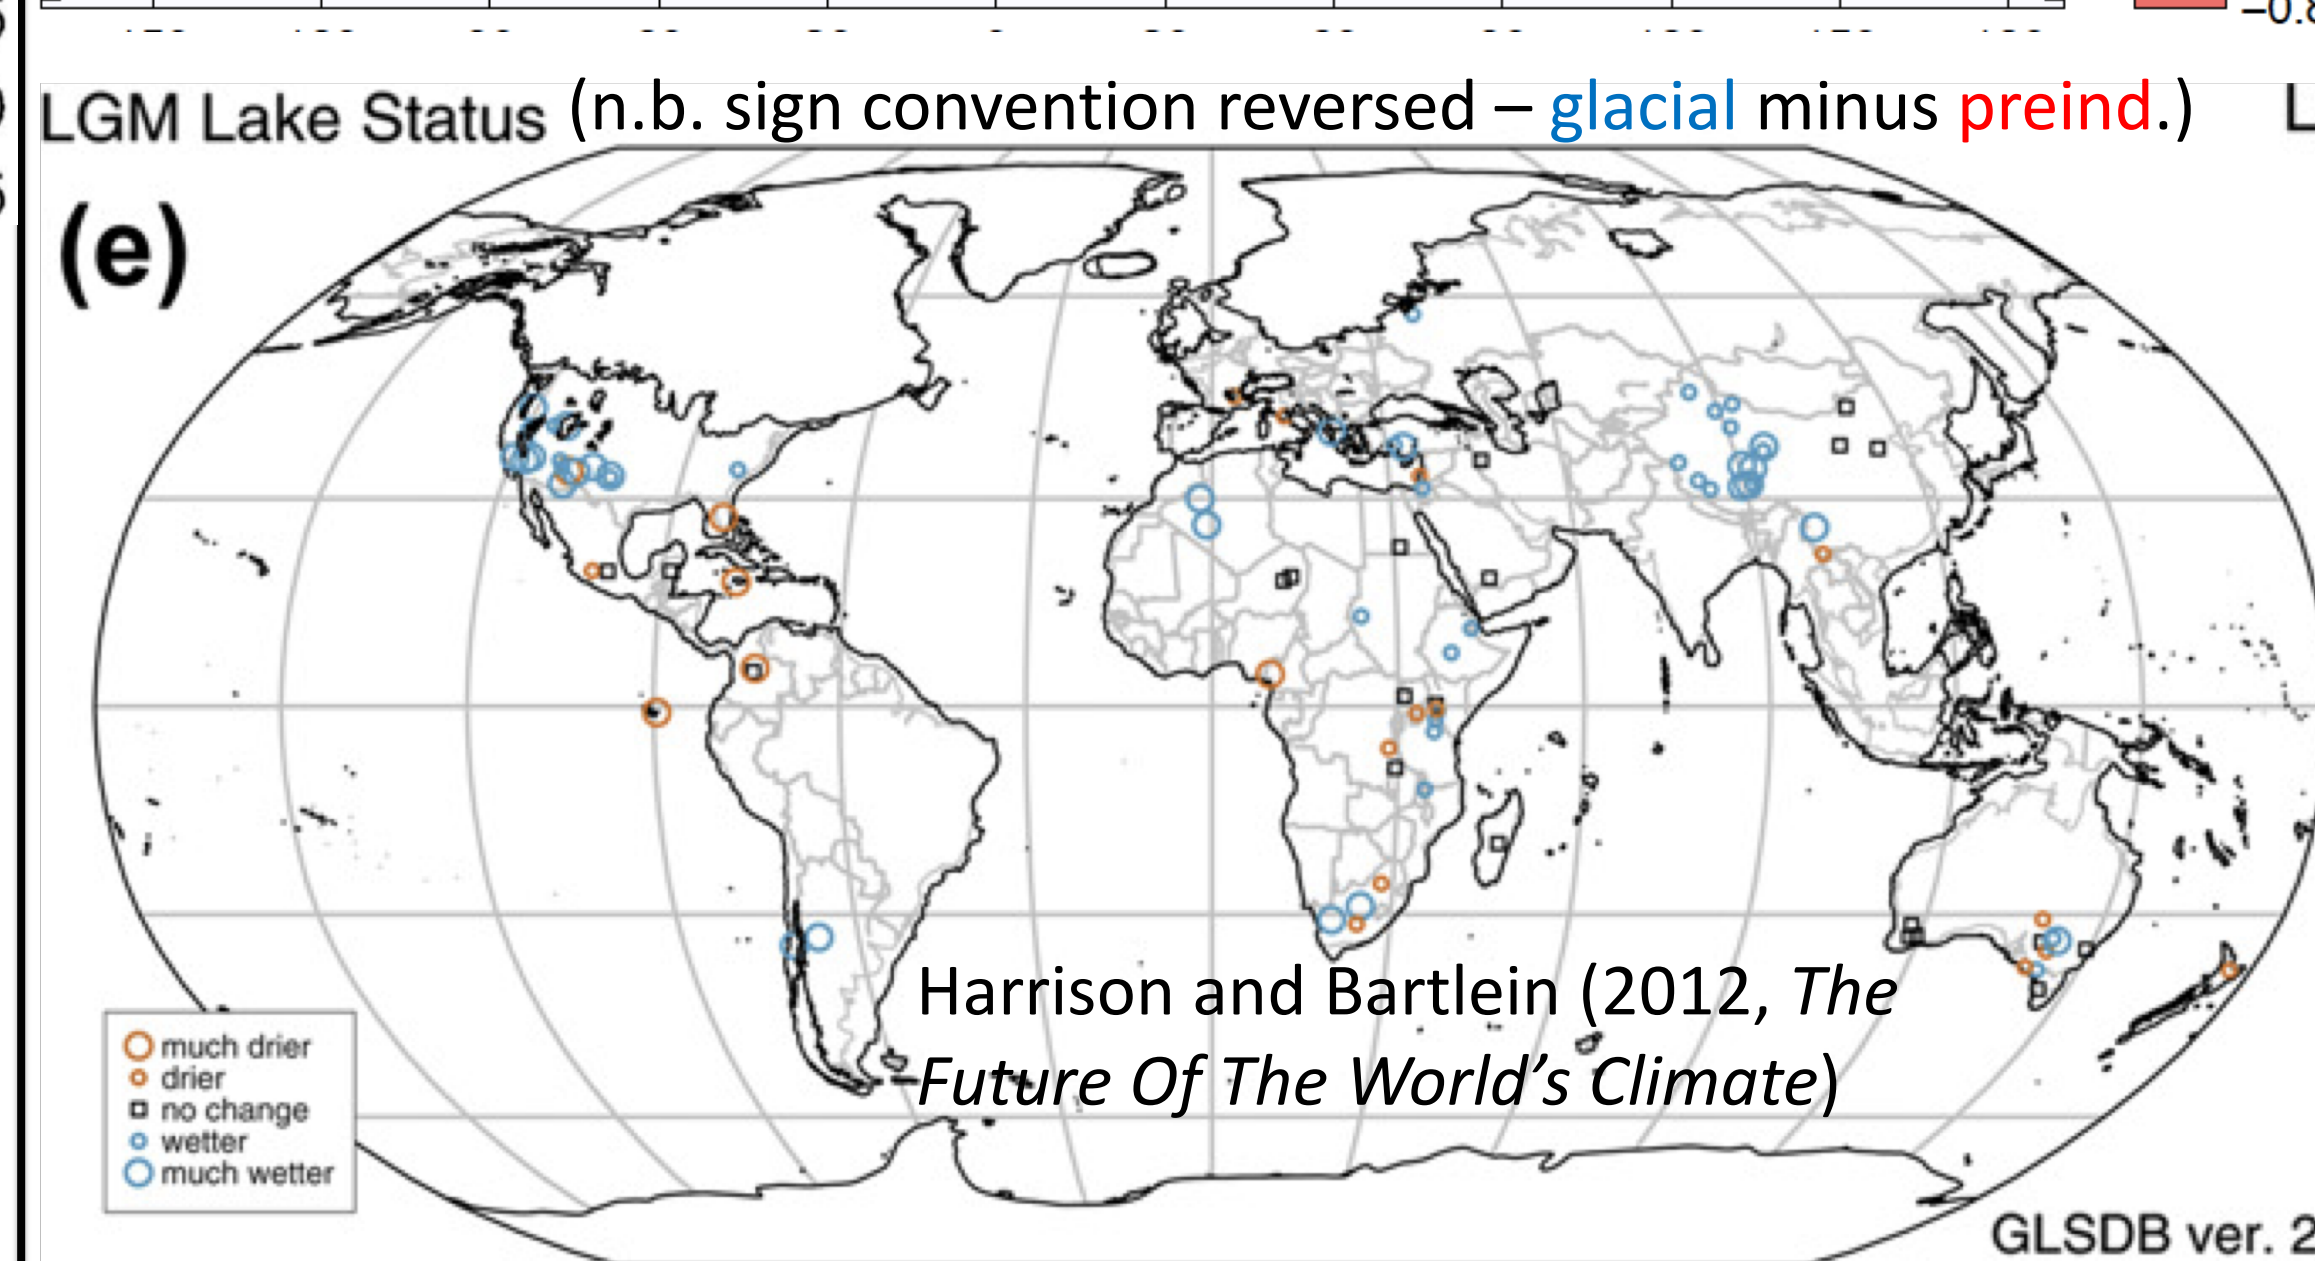 LGM Lake Status (n.b. sign convention reversed – glacial minus preind.)
(e)
Harrison and Bartlein (2012, The
Future Of The World’s Climate)
much drier
drier
no change
wetter
much wetter
GLSDB ver. 2